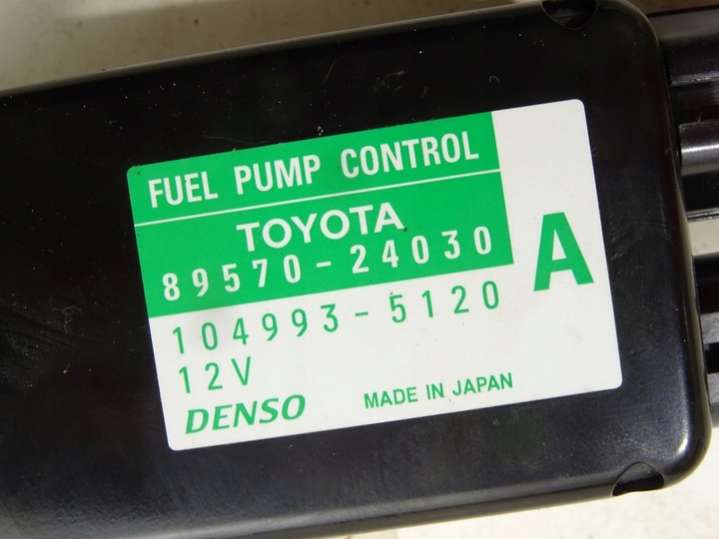 FUEL PUMP CONTROL
TOYOTA
89570-24030
A
104993-5120
12V
DENSO MADE IN JAPAN